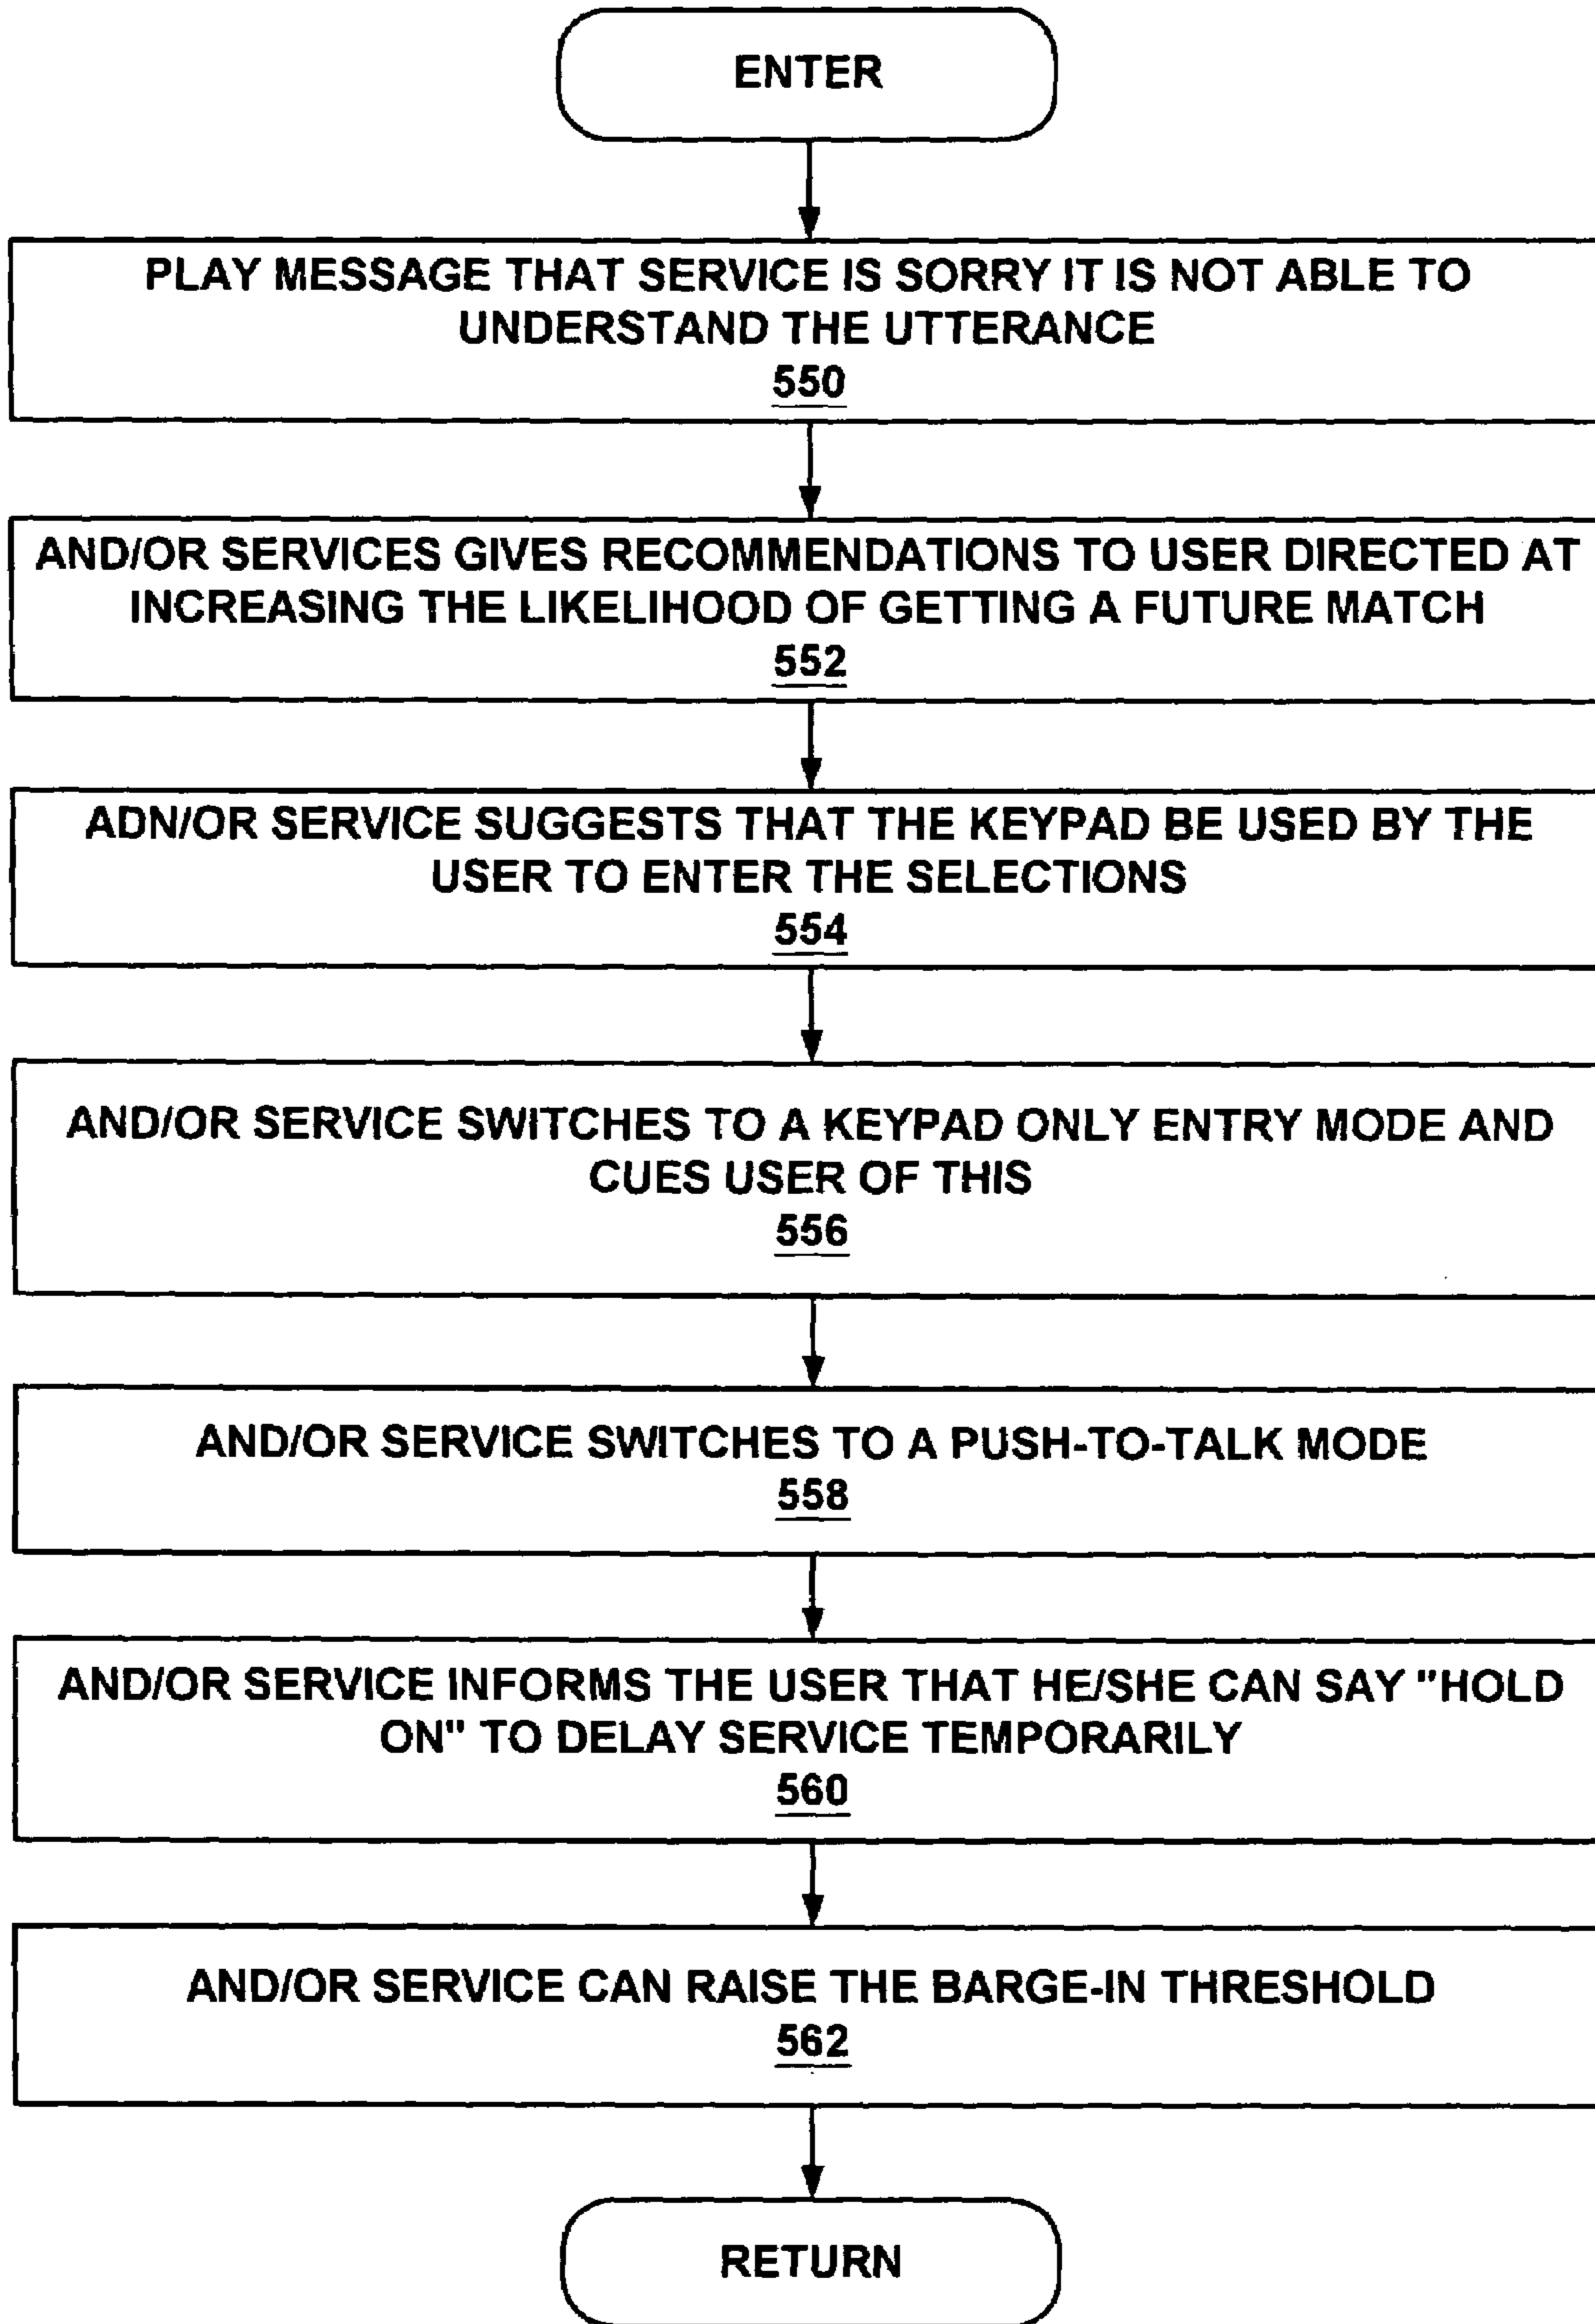 ENTER
PLAY MESSAGE THAT SERVICE IS SORRY IT IS NOT ABLE TO
UNDERSTAND THE UTTERANCE
550
AND/OR SERVICES GIVES RECOMMENDATIONS TO USER DIRECTED AT
INCREASING THE LIKELIHOOD OF GETTING A FUTURE MATCH
552
ADN/OR SERVICE SUGGESTS THAT THE KEYPAD BE USED BY THE
USER TO ENTER THE SELECTIONS
554
AND/OR SERVICE SWITCHES TO A KEYPAD ONLY ENTRY MODE AND
CUES USER OF THIS
556
AND/OR SERVICE SWITCHES TO A PUSH-TO-TALK MODE
558
AND/OR SERVICE INFORMS THE USER THAT HE/SHE CAN SAY "HOLD
ON" TO DELAY SERVICE TEMPORARILY
560
AND/OR SERVICE CAN RAISE THE BARGE-IN THRESHOLD
562
RETURN